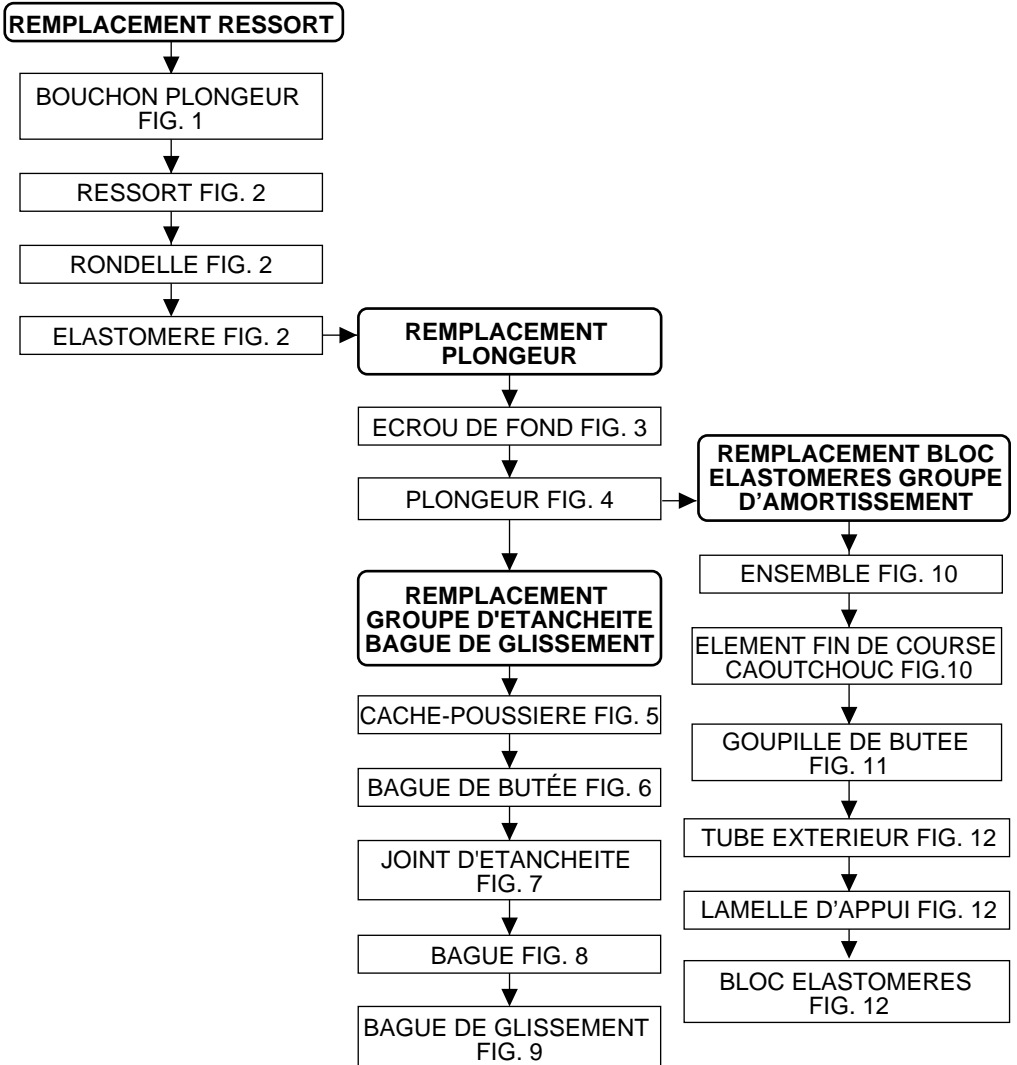 REMPLACEMENT RESSORT
BOUCHON PLONGEUR
FIG. 1
RESSORT FIG. 2
RONDELLE FIG. 2
ELASTOMERE FIG. 2
REMPLACEMENT
PLONGEUR
ECROU DE FOND FIG. 3
PLONGEUR FIG. 4
REMPLACEMENT
GROUPE D'ETANCHEITE
BAGUE DE GLISSEMENT
CACHE-POUSSIERE FIG. 5
BAGUE DE BUTÉE FIG. 6
JOINT D'ETANCHEITE
FIG. 7
BAGUE FIG. 8
BAGUE DE GLISSEMENT
FIG. 9
REMPLACEMENT BLOC
ELASTOMERES GROUPE
D’AMORTISSEMENT
ENSEMBLE FIG. 10
ELEMENT FIN DE COURSE
CAOUTCHOUC FIG.10
GOUPILLE DE BUTEE
FIG. 11
TUBE EXTERIEUR FIG. 12
LAMELLE D’APPUI FIG. 12
BLOC ELASTOMERES
FIG. 12